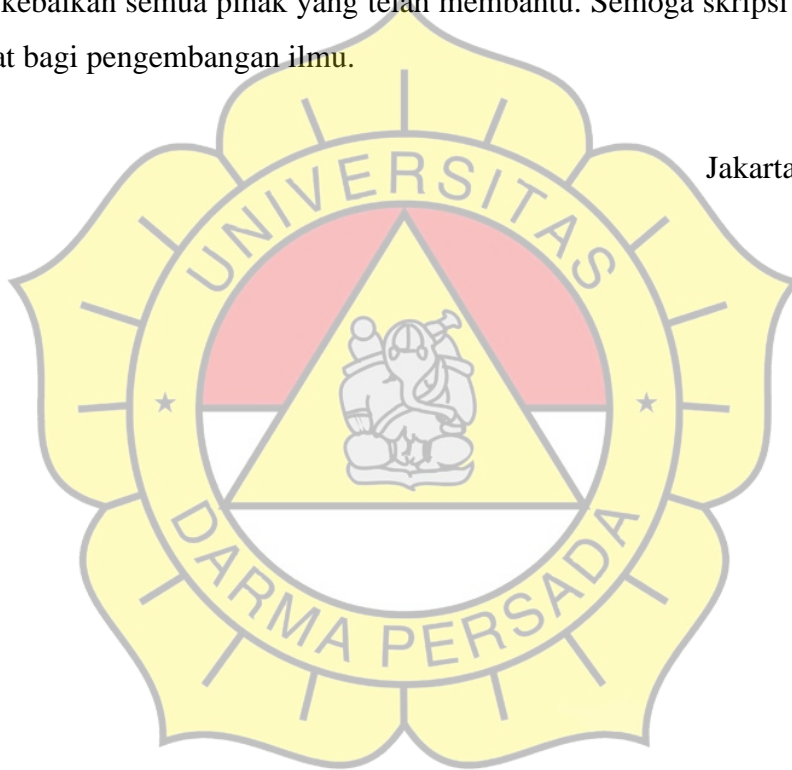 kebaikan semua pihak yang telah membantu. Semoga skripsi
at bagi pengembangan ilmu.
Jakarta
UNIVERSITAS
DARMA PERSADA